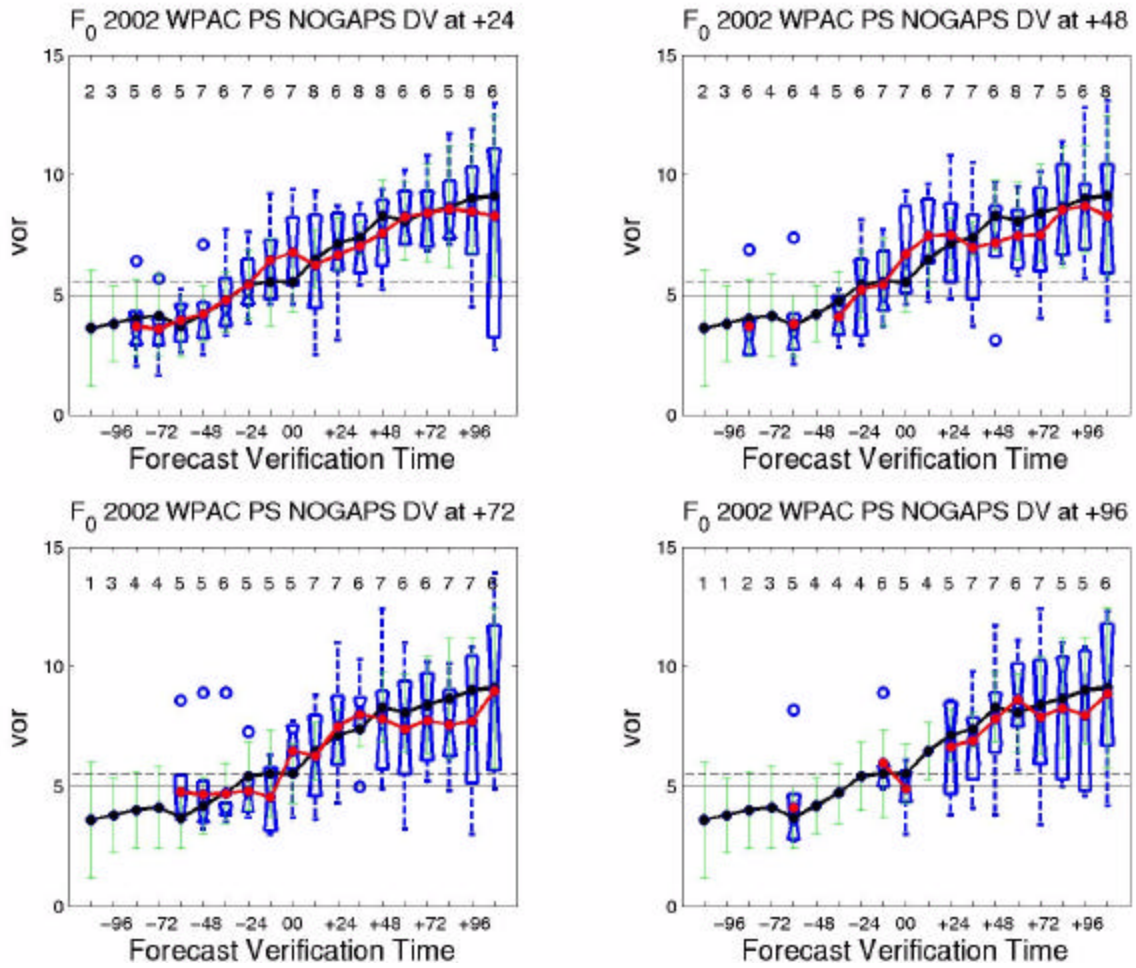 F0 2002 WPAC PS NOGAPS DV at +24
15
10
5
0
vor
2 3 5 6 5 7 6 6 6 7 8 6 8 8 6 6 5 8 6
−96 −72 −48 −24 00 +24 +48 +72 +96
Forecast Verification Time
F0 2002 WPAC PS NOGAPS DV at +48
15
10
5
0
vor
2 3 6 4 6 4 5 6 7 7 6 7 7 6 8 7 5 6 8
−96 −72 −48 −24 00 +24 +48 +72 +96
Forecast Verification Time
F0 2002 WPAC PS NOGAPS DV at +72
15
10
5
0
vor
1 3 4 4 5 5 6 5 5 5 7 7 6 7 6 6 7 7 6
−96 −72 −48 −24 00 +24 +48 +72 +96
Forecast Verification Time
F0 2002 WPAC PS NOGAPS DV at +96
15
10
5
0
vor
1 1 2 3 5 4 4 4 6 5 4 5 7 7 6 7 5 5 6
−96 −72 −48 −24 00 +24 +48 +72 +96
Forecast Verification Time